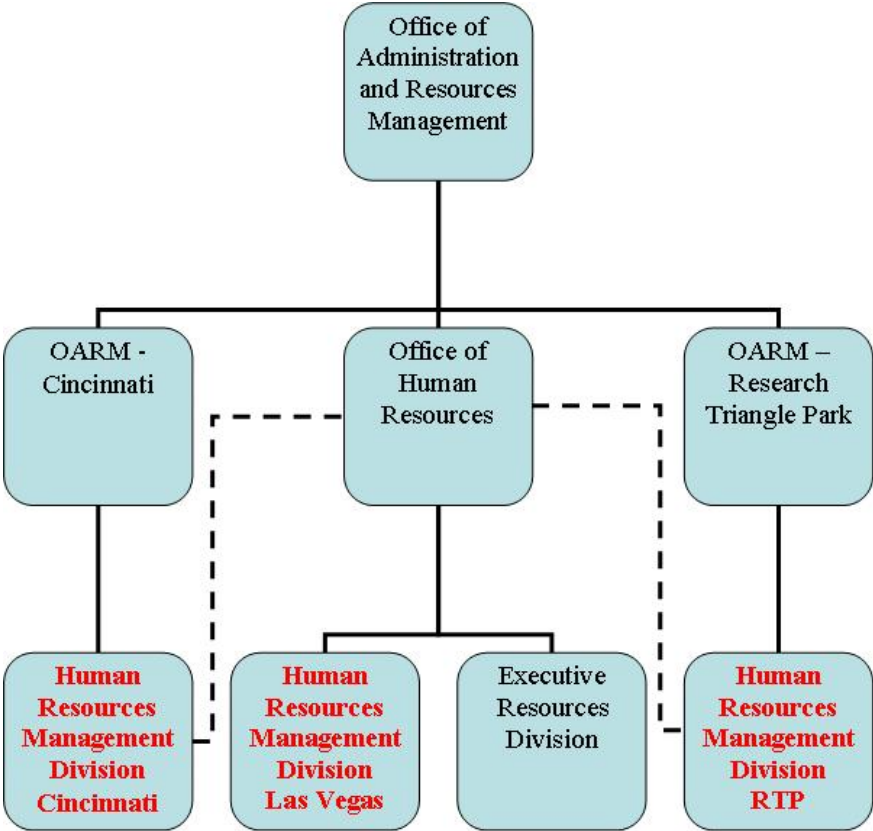 Office of
Administration
and Resources
Management
OARM -
Cincinnati
Office of
Human
Resources
OARM –
Research
Triangle Park
Human
Resources
Management
Division
Cincinnati
Human
Resources
Management
Division
Las Vegas
Executive
Resources
Division
Human
Resources
Management
Division
RTP